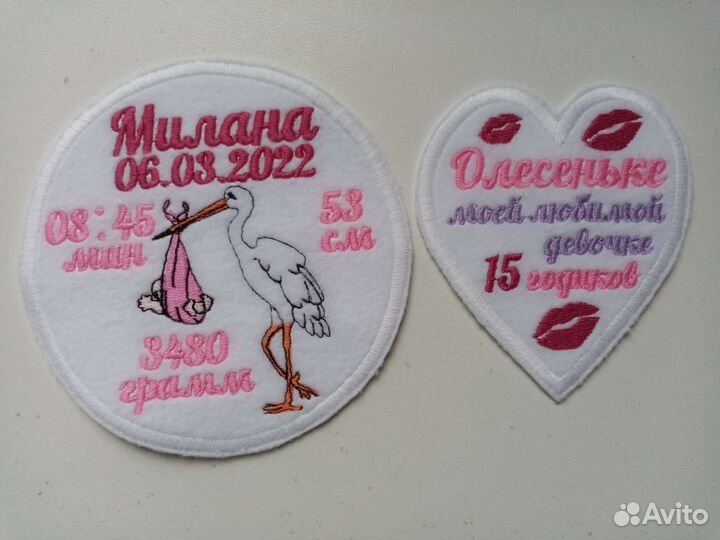 Милана
06.03.2022
08:45
мин
53
см
3480
грамм
Олесеньке
моей любимой
девочке
15 годиков
Avito